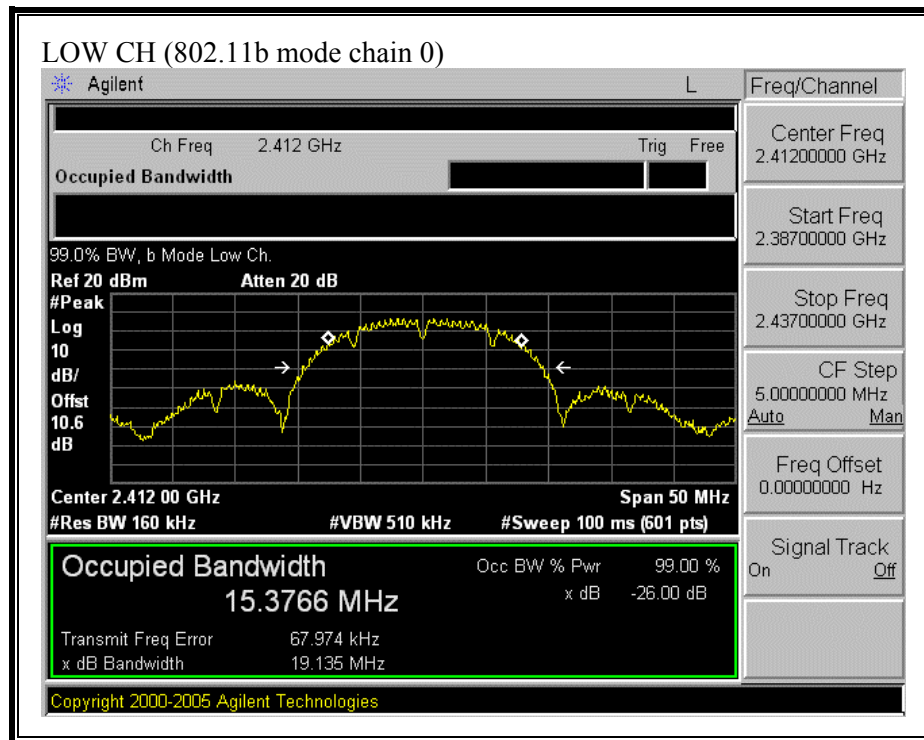 LOW CH (802.11b mode chain 0)
Agilent L
Freq/Channel
Ch Freq 2.412 GHz Trig Free
Occupied Bandwidth
Center Freq
2.41200000 GHz
Start Freq
2.38700000 GHz
Stop Freq
2.43700000 GHz
CF Step
5.00000000 MHz
Auto Man
Freq Offset
0.00000000 Hz
Signal Track
On Off
99.0% BW, b Mode Low Ch.
Ref 20 dBm Atten 20 dB
#Peak
Log
10
dB/
Offst
10.6
dB
Center 2.412 00 GHz Span 50 MHz
#Res BW 160 kHz #VBW 510 kHz #Sweep 100 ms (601 pts)
Occupied Bandwidth
15.3766 MHz
Occ BW % Pwr 99.00 %
x dB -26.00 dB
Transmit Freq Error 67.974 kHz
x dB Bandwidth 19.135 MHz
Copyright 2000-2005 Agilent Technologies